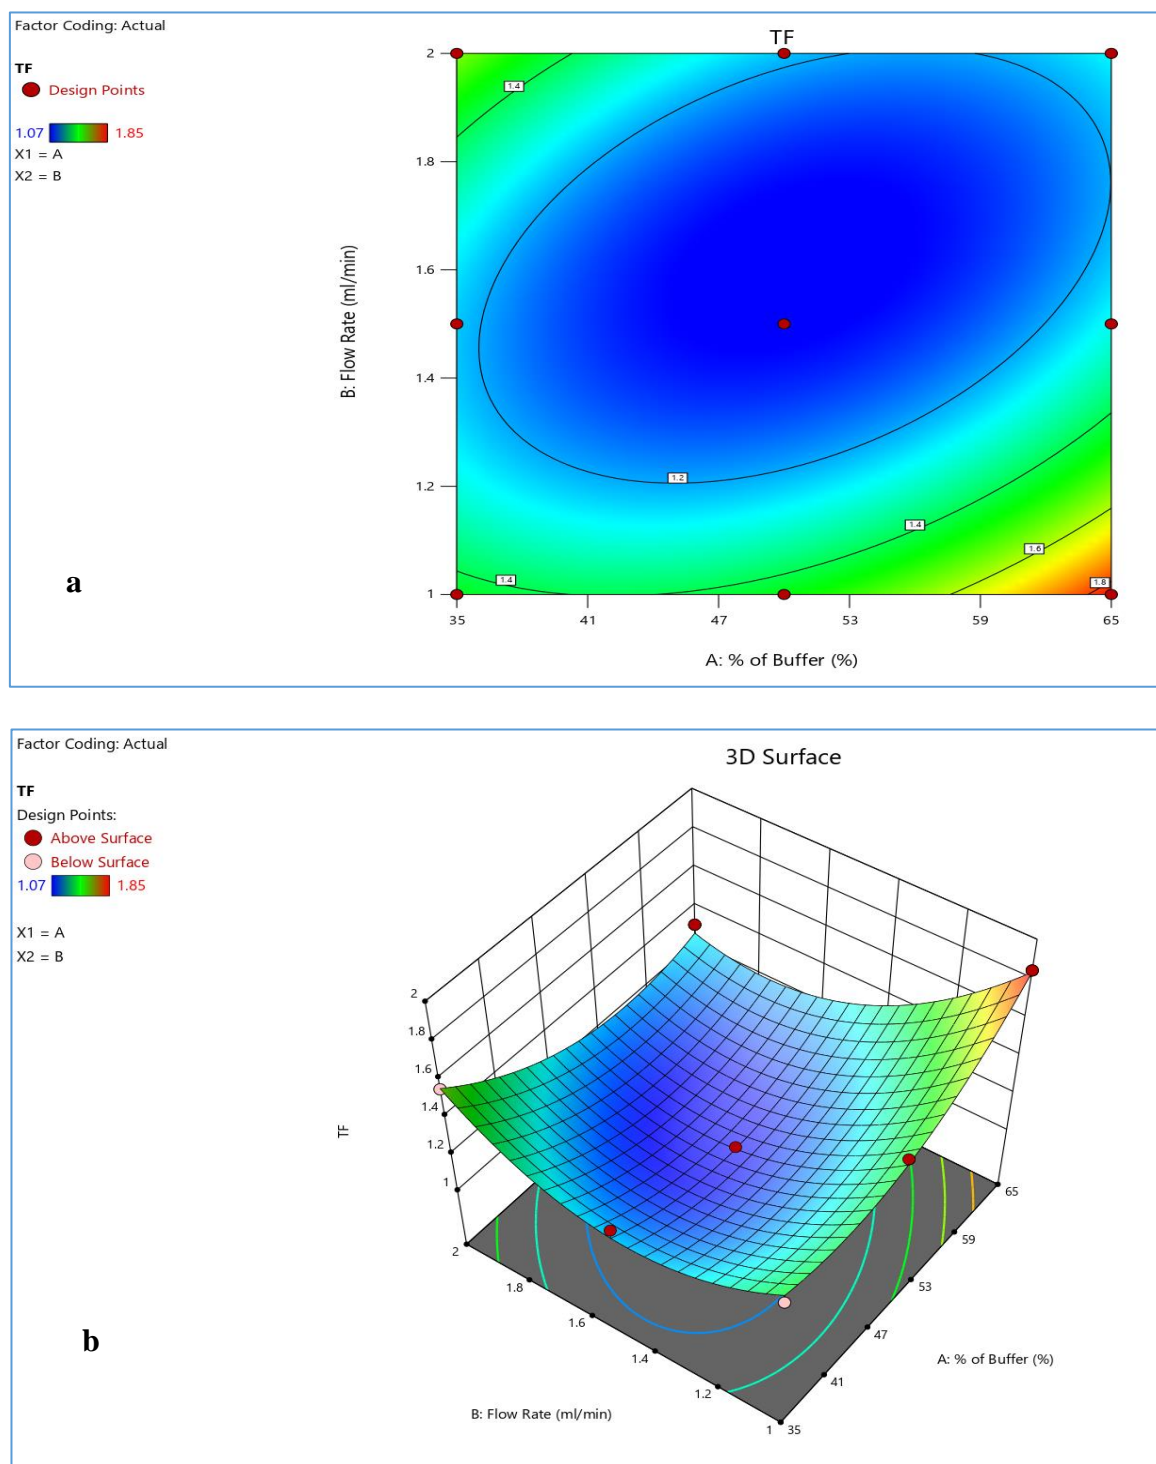 Factor Coding: Actual
TF
TF
Design Points
1.07 1.85
X1 = A
X2 = B
2
1.8
1.6
1.4
1.2
1
B: Flow Rate (ml/min)
1.4
1.2
1.4
1.6
1.4
1.8
35 41 47 53 59 65
A: % of Buffer (%)
a
Factor Coding: Actual
3D Surface
TF
Design Points:
Above Surface
Below Surface
1.07 1.85
X1 = A
X2 = B
2
1.8
1.6
1.4
1.2
1
TF
2
1.8
1.6
1.4
1.2
1
35
41
47
53
59
65
B: Flow Rate (ml/min)
A: % of Buffer (%)
b